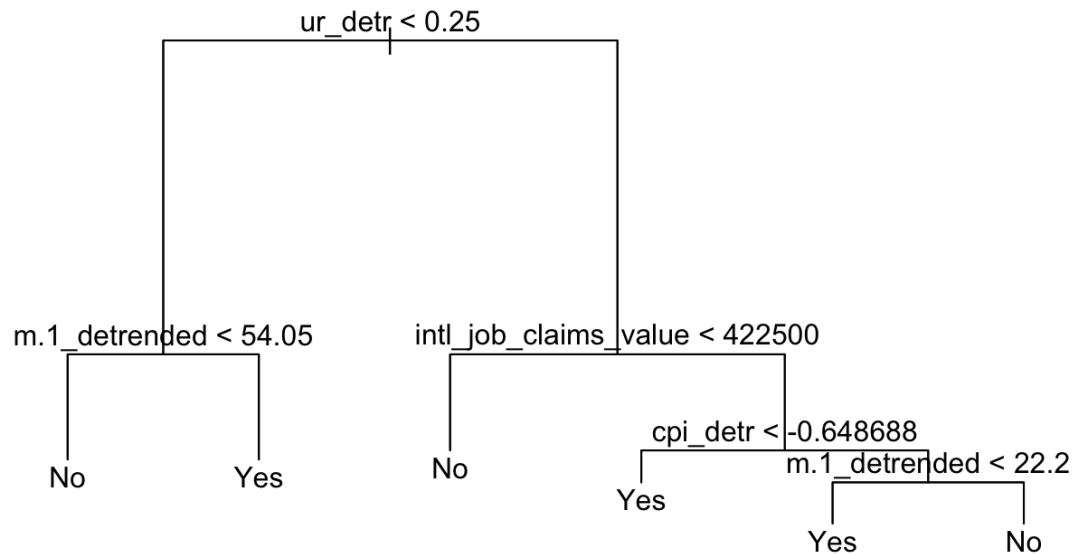 ur_detr < 0.25
m.1_detrended < 54.05
intl_job_claims_value < 422500
cpi_detr < -0.648688
m.1_detrended < 22.2
No
Yes
No
Yes
Yes
No